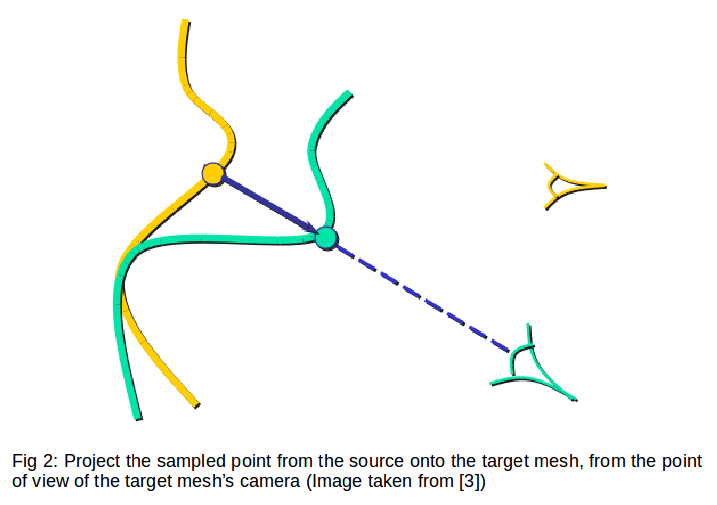 Fig 2: Project the sampled point from the source onto the target mesh, from the point
of view of the target mesh's camera (Image taken from [3])